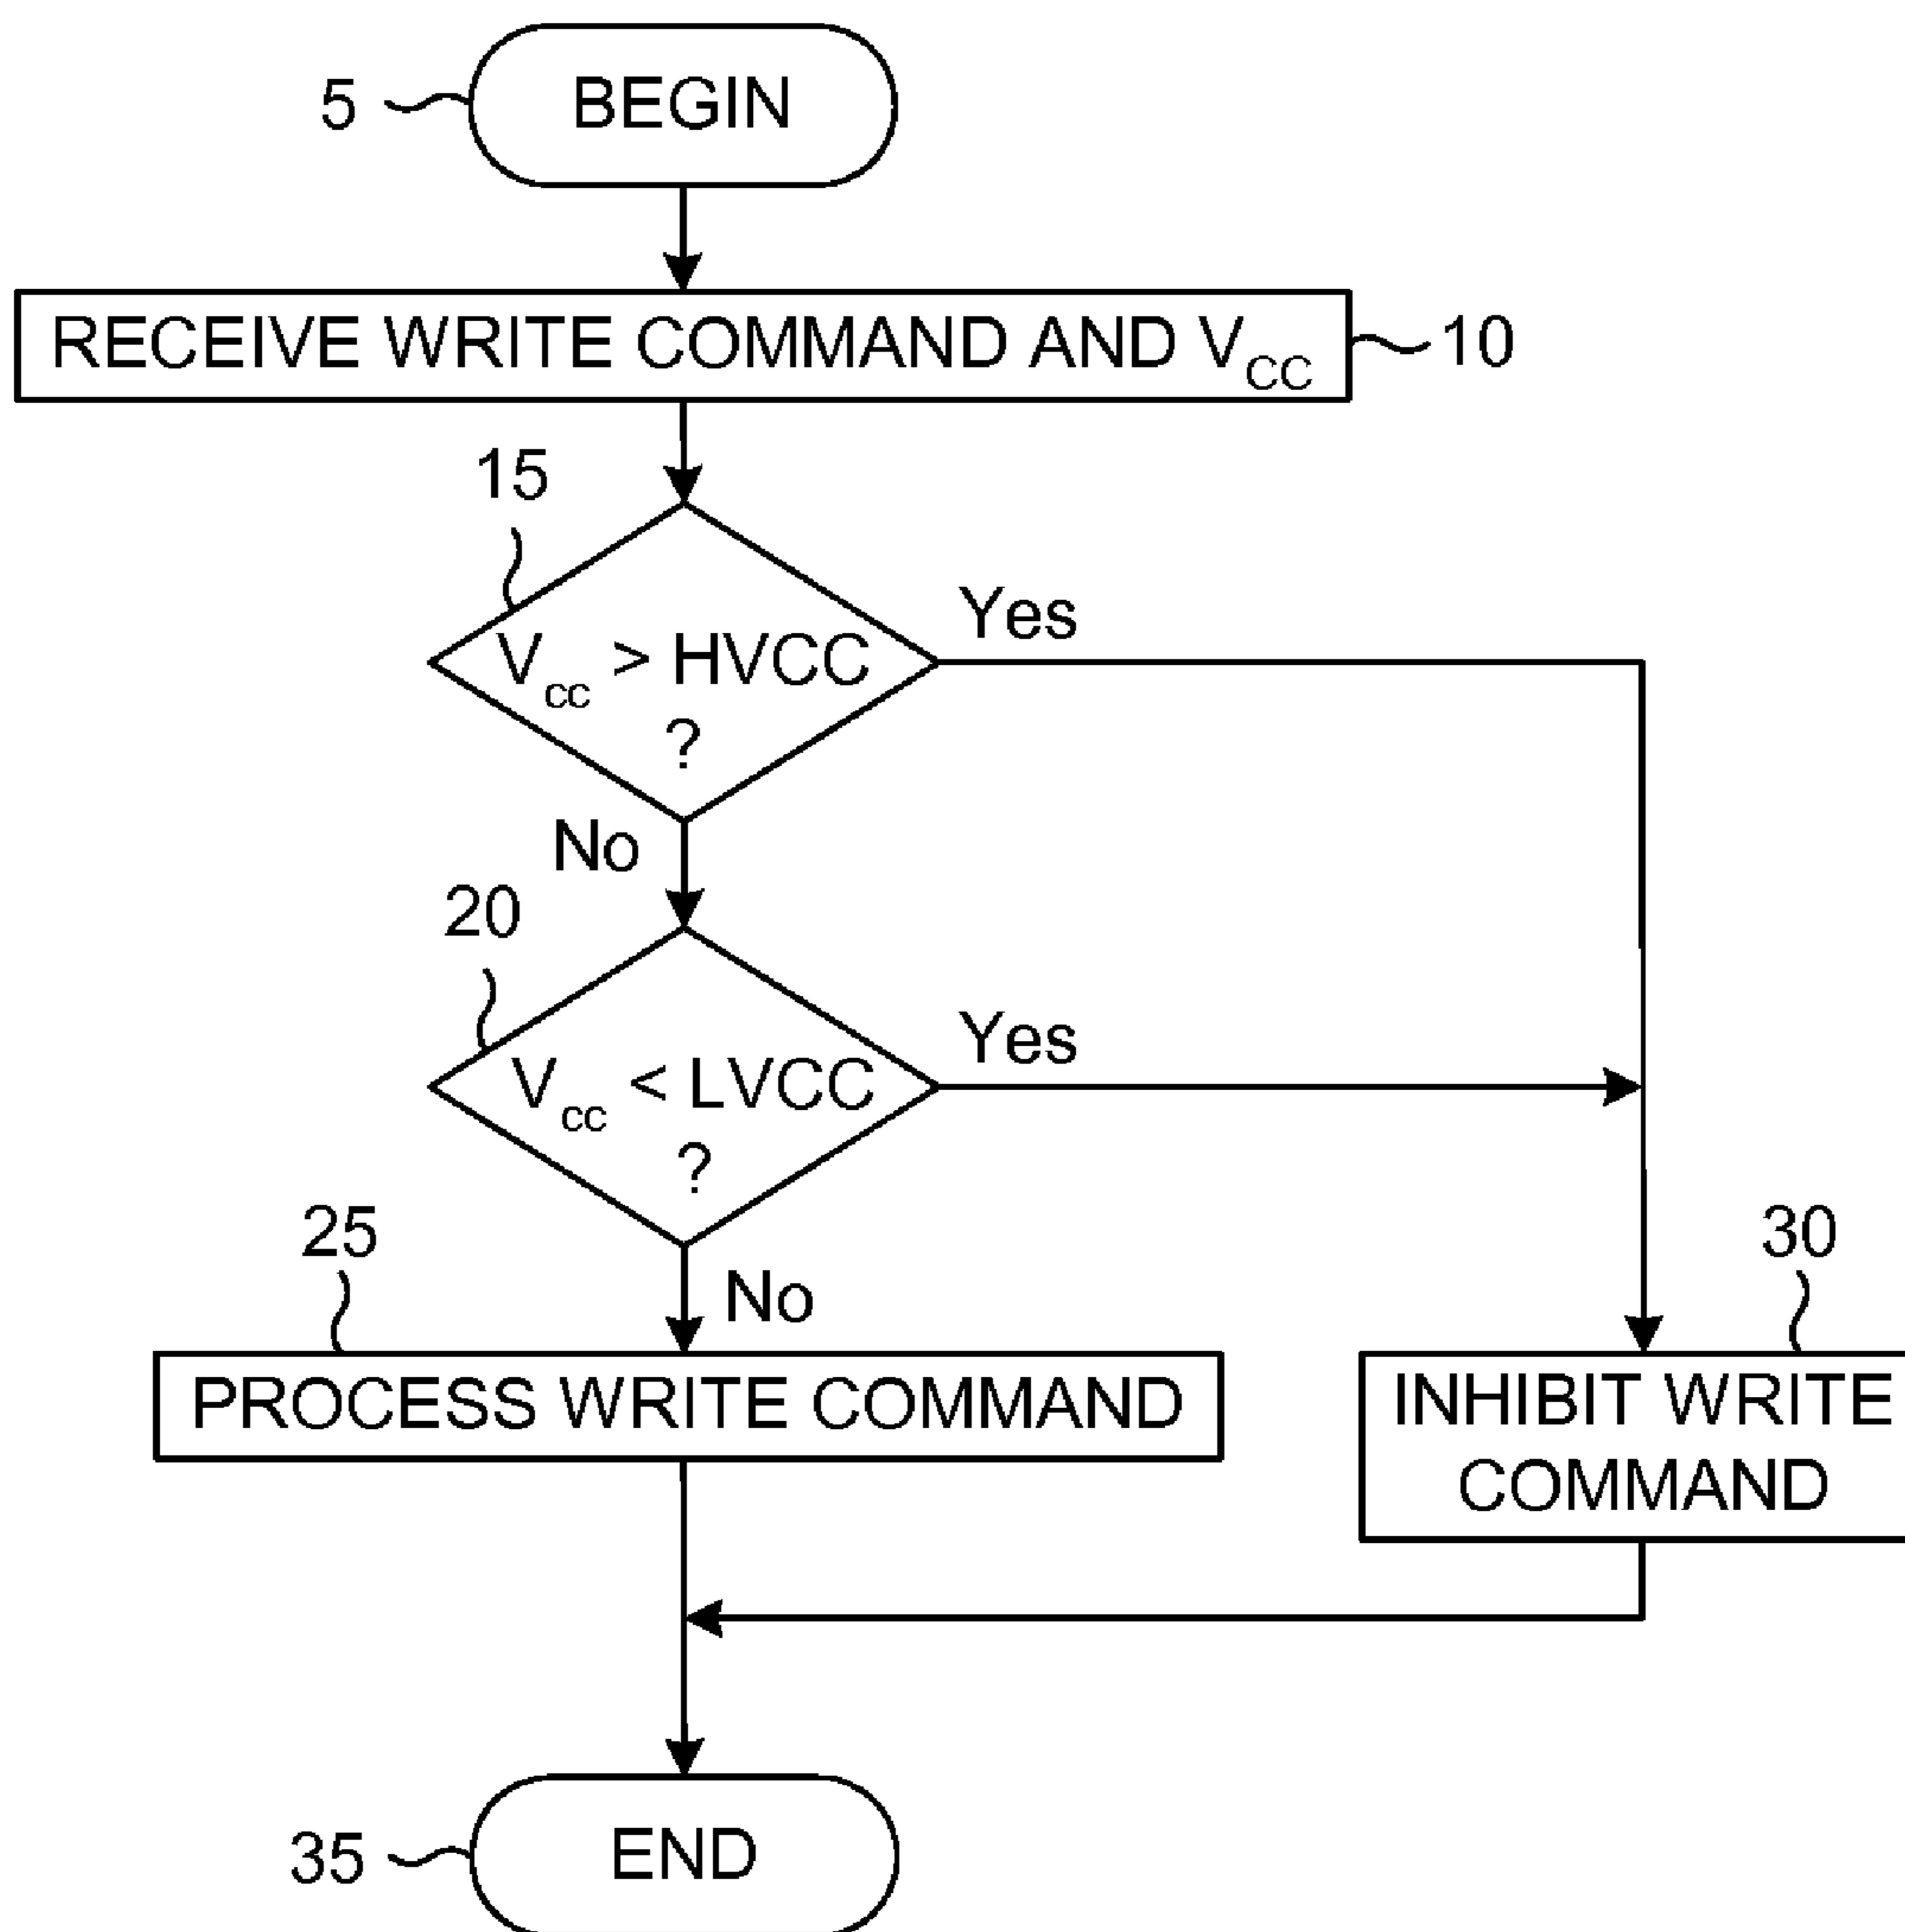 5
BEGIN
RECEIVE WRITE COMMAND AND VCC
10
15
Vcc > HVCC
?
Yes
No
20
Vcc < LVCC
?
Yes
No
25
PROCESS WRITE COMMAND
30
INHIBIT WRITE
COMMAND
35
END